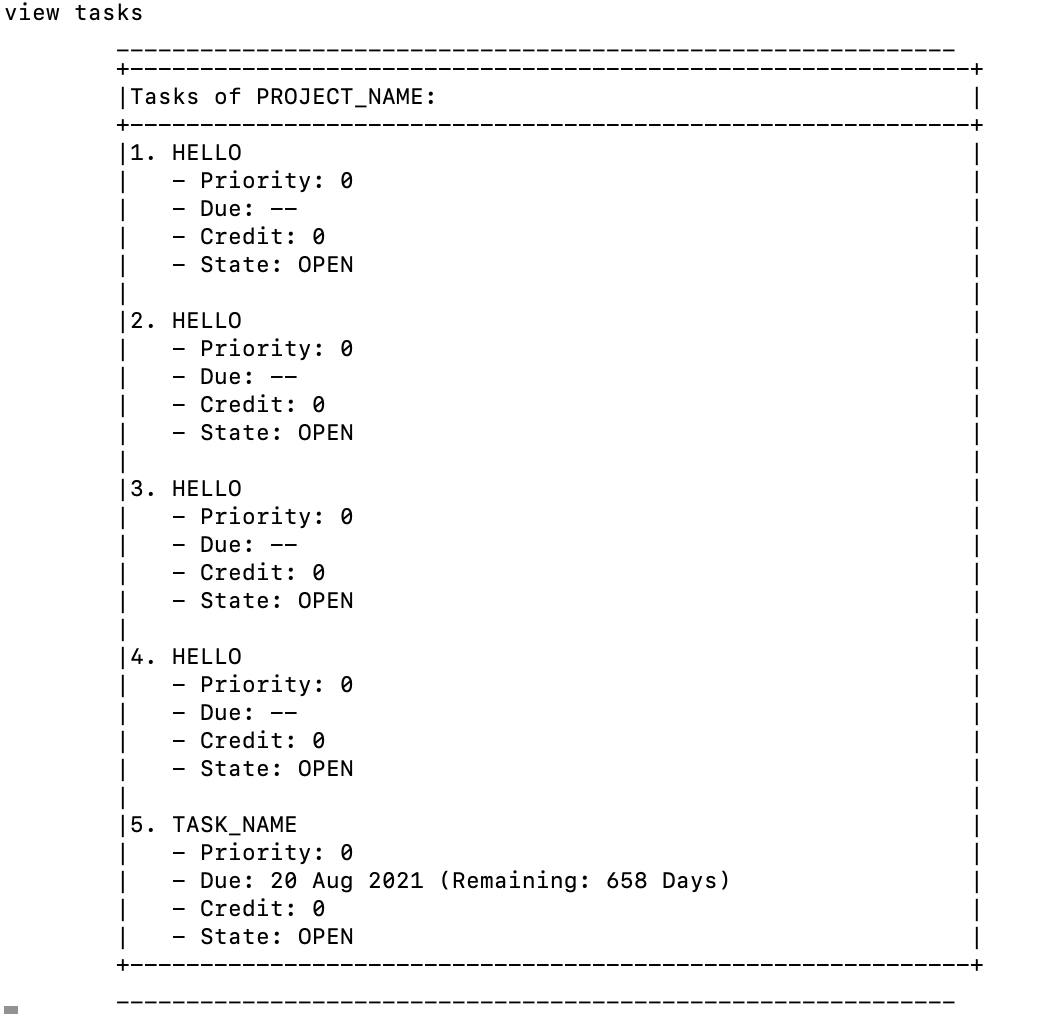 view tasks
____________________________________________________________
+------------------------------------------------------------+
|Tasks of PROJECT_NAME:                                      |
+------------------------------------------------------------+
|1. HELLO                                                    |
|   - Priority: 0                                            |
|   - Due: --                                                |
|   - Credit: 0                                              |
|   - State: OPEN                                            |
|                                                            |
|2. HELLO                                                    |
|   - Priority: 0                                            |
|   - Due: --                                                |
|   - Credit: 0                                              |
|   - State: OPEN                                            |
|                                                            |
|3. HELLO                                                    |
|   - Priority: 0                                            |
|   - Due: --                                                |
|   - Credit: 0                                              |
|   - State: OPEN                                            |
|                                                            |
|4. HELLO                                                    |
|   - Priority: 0                                            |
|   - Due: --                                                |
|   - Credit: 0                                              |
|   - State: OPEN                                            |
|                                                            |
|5. TASK_NAME                                                |
|   - Priority: 0                                            |
|   - Due: 20 Aug 2021 (Remaining: 658 Days)                 |
|   - Credit: 0                                              |
|   - State: OPEN                                            |
+------------------------------------------------------------+
____________________________________________________________